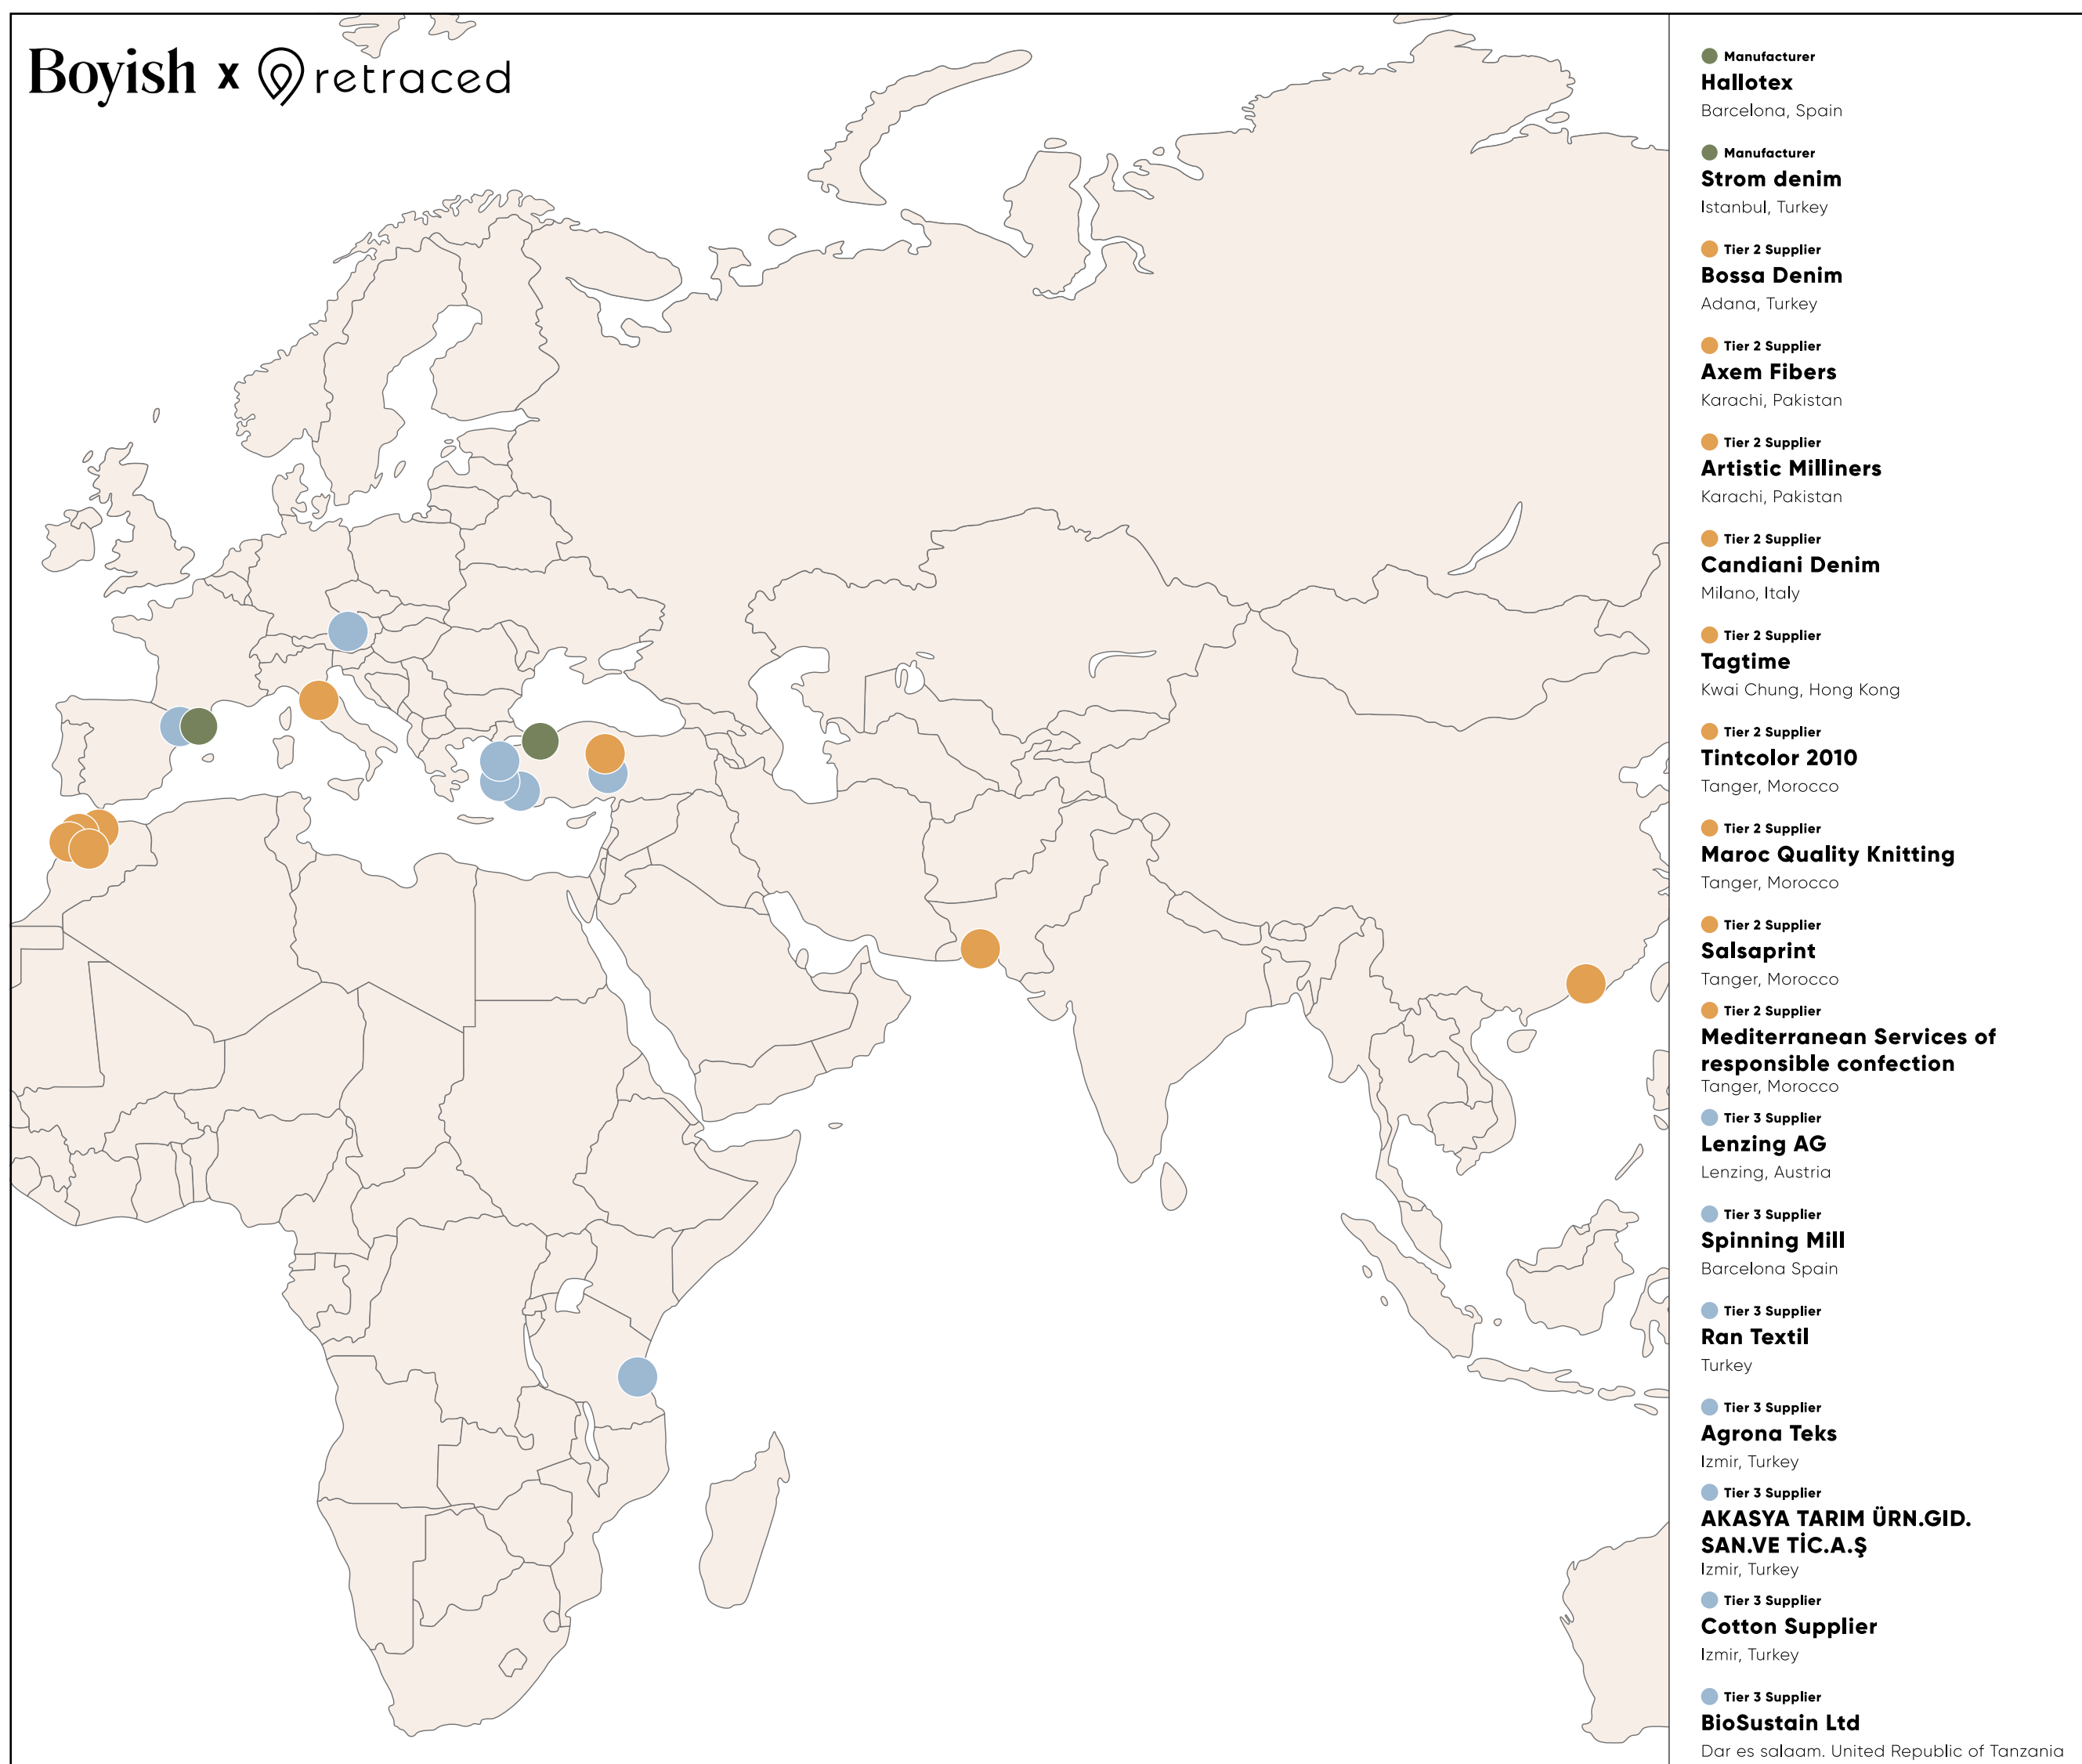 Boyish x retraced
Manufacturer
Hallotex
Barcelona, Spain
Manufacturer
Strom denim
Istanbul, Turkey
Tier 2 Supplier
Bossa Denim
Adana, Turkey
Tier 2 Supplier
Axem Fibers
Karachi, Pakistan
Tier 2 Supplier
Artistic Milliners
Karachi, Pakistan
Tier 2 Supplier
Candiani Denim
Milano, Italy
Tier 2 Supplier
Tagtime
Kwai Chung, Hong Kong
Tier 2 Supplier
Tintcolor 2010
Tanger, Morocco
Tier 2 Supplier
Maroc Quality Knitting
Tanger, Morocco
Tier 2 Supplier
Salsaprint
Tanger, Morocco
Tier 2 Supplier
Mediterranean Services of
responsible confection
Tanger, Morocco
Tier 3 Supplier
Lenzing AG
Lenzing, Austria
Tier 3 Supplier
Spinning Mill
Barcelona Spain
Tier 3 Supplier
Ran Textil
Turkey
Tier 3 Supplier
Agrona Teks
Izmir, Turkey
Tier 3 Supplier
AKASYA TARIM ÜRN.GID.
SAN.VE TİC.A.Ş
Izmir, Turkey
Tier 3 Supplier
Cotton Supplier
Izmir, Turkey
Tier 3 Supplier
BioSustain Ltd
Dar es salaam. United Republic of Tanzania